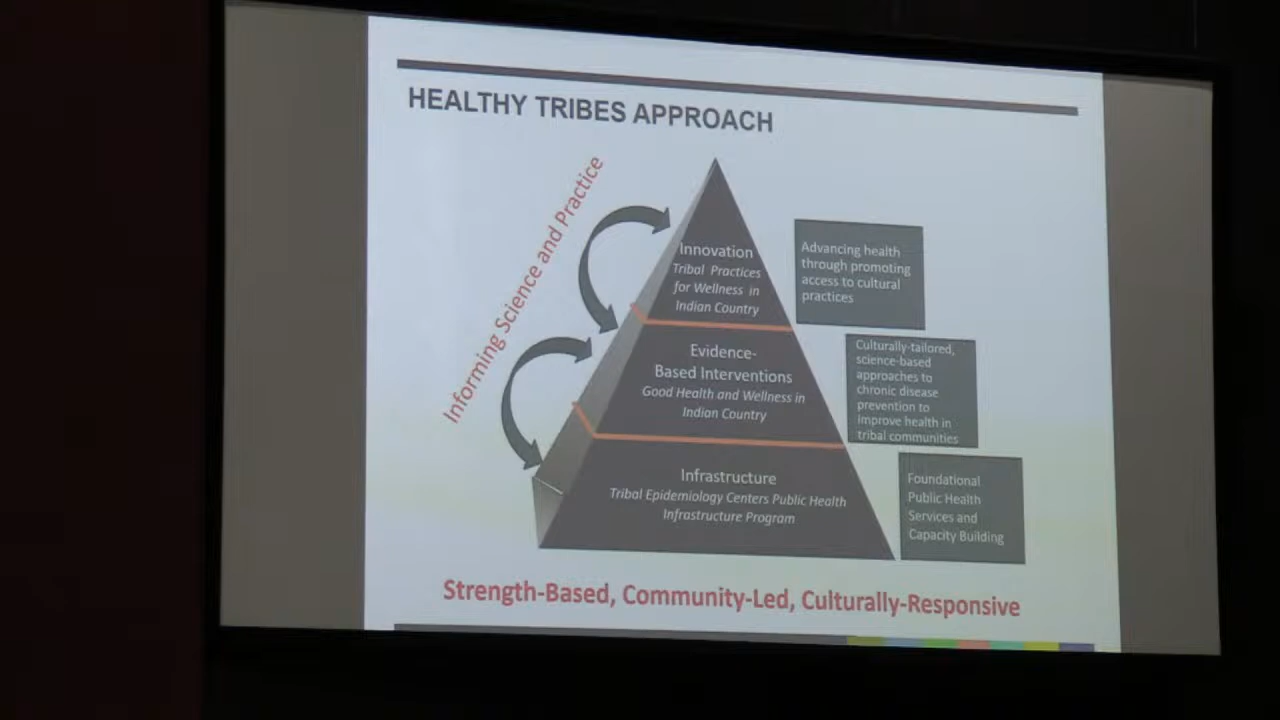 HEALTHY TRIBES APPROACH
Informing Science and Practice
Innovation
Tribal Practices
for Wellness in
Indian Country
Advancing health
through promoting
access to cultural
practices
Evidence-
Based Interventions
Good Health and Wellness in
Indian Country
Culturally-tailored,
science-based
approaches to
chronic disease
prevention to
improve health in
tribal communities
Infrastructure
Tribal Epidemiology Centers Public Health
Infrastructure Program
Foundational
Public Health
Services and
Capacity Building
Strength-Based, Community-Led, Culturally-Responsive